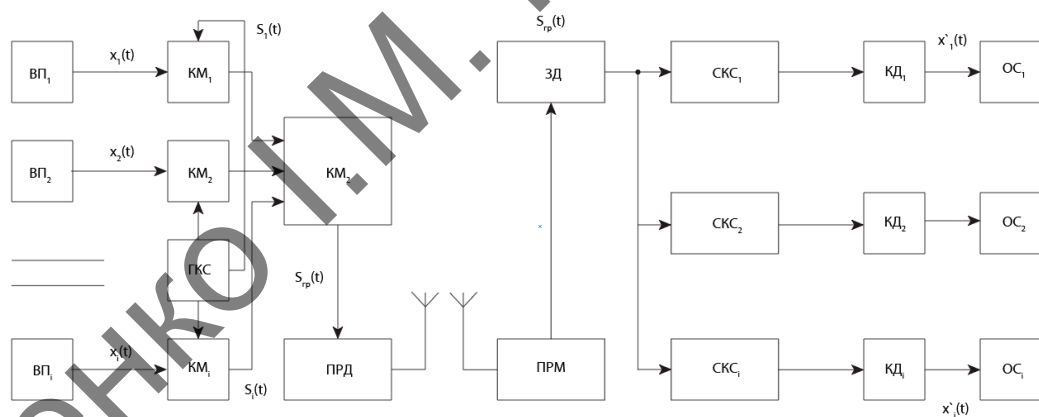 S₁(t)
Sгр(t)
ВП₁
x₁(t)
КМ₁
ЗД
СКС₁
КД₁
x`₁(t)
ОС₁
ВП₂
x₂(t)
КМ₂
КМ₂
СКС₂
КД₂
ОС₂
ГКС
Sгр(t)
ВПᵢ
xᵢ(t)
КМᵢ
Sᵢ(t)
ПРД
ПРМ
СКСᵢ
КДᵢ
ОСᵢ
x`ᵢ(t)
НКО І.М.